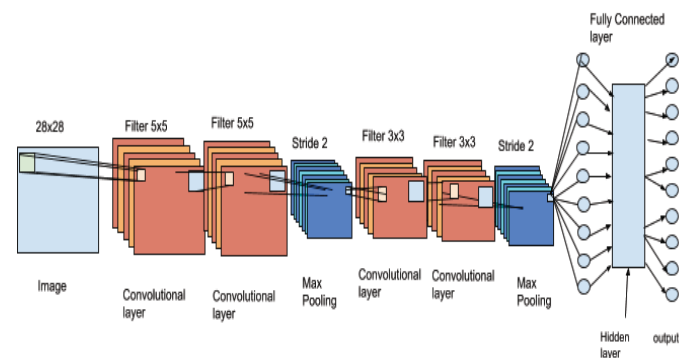 Fully Connected
layer
28x28
Filter 5x5
Filter 5x5
Stride 2
Filter 3x3
Filter 3x3
Stride 2
Image
Convolutional
layer
Convolutional
layer
Max
Pooling
Convolutional
layer
Convolutional
layer
Max
Pooling
Hidden
layer
output